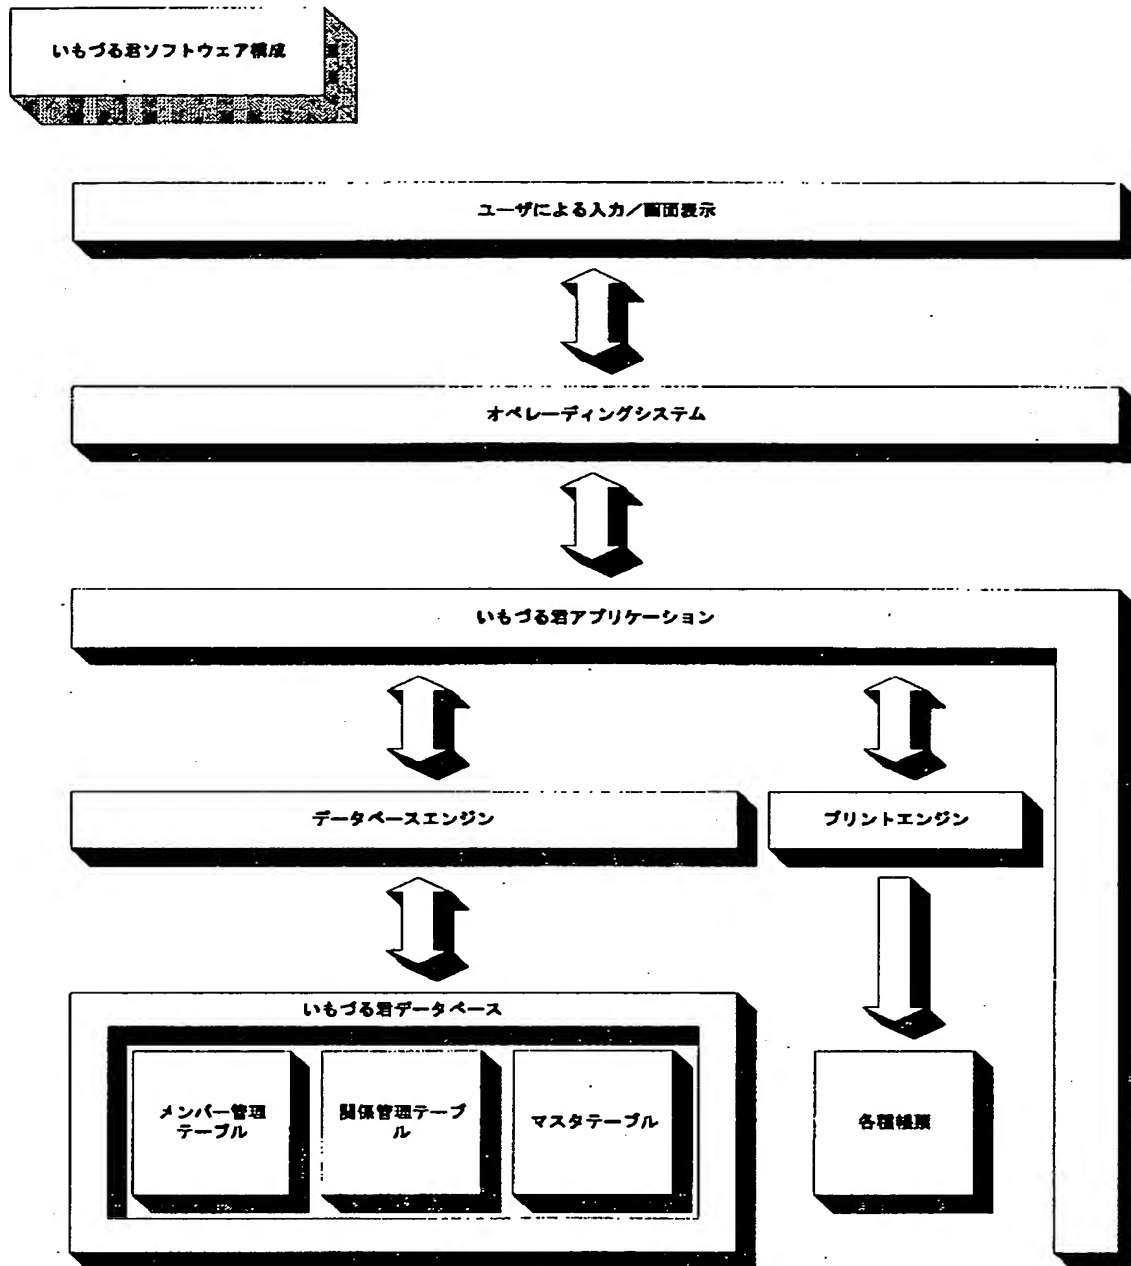 いもづる君ソフトウェア構成
ユーザによる入力／画面表示
オペレーディングシステム
いもづる君アプリケーション
データベースエンジン
プリントエンジン
いもづる君データベース
メンバー管理
テーブル
関係管理テーブ
ル
マスタテーブル
各種帳票